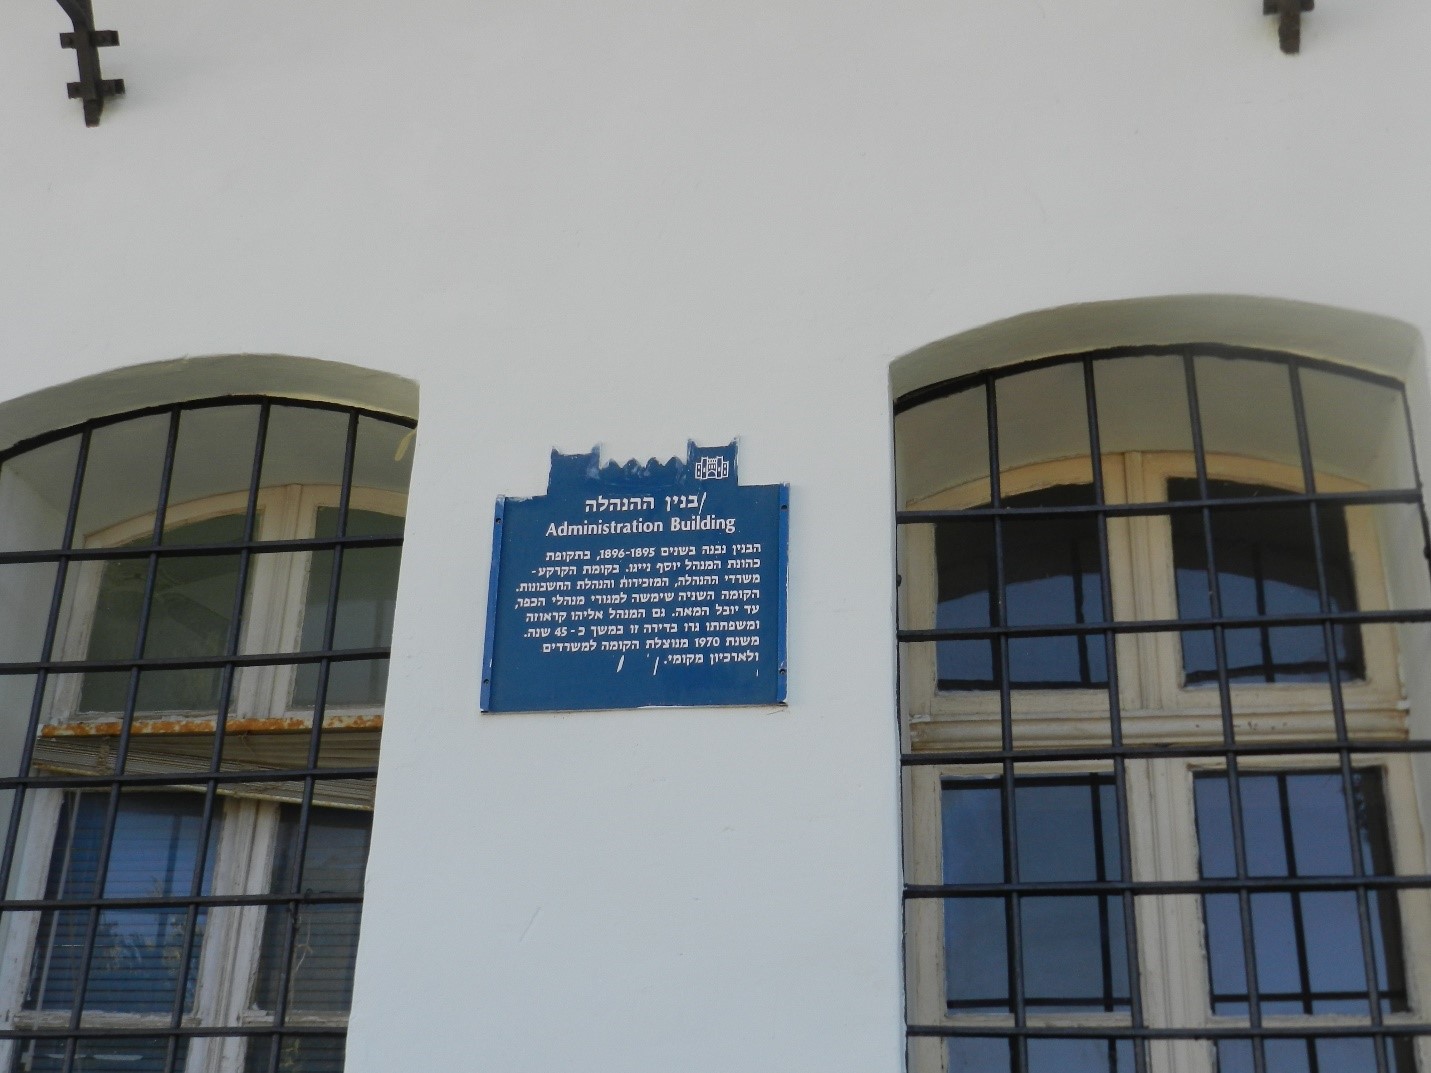 בנין ההנהלה
Administration Building
הבנין נבנה בשנים 1896-1895, בתקופת
כהונת המנהל יוסף נייגו. בקומת הקרקע -
משרדי ההנהלה, המזכירות והנהלת החשבונות.
הקומה השניה שימשה למגורי מנהלי הכפר,
עד יובל המאה. גם המנהל אליהו קראוזה
ומשפחתו גרו בדירה זו במשך כ - 45 שנה.
משנת 1970 מנוצלת הקומה למשרדים
ולארכיון מקומי.